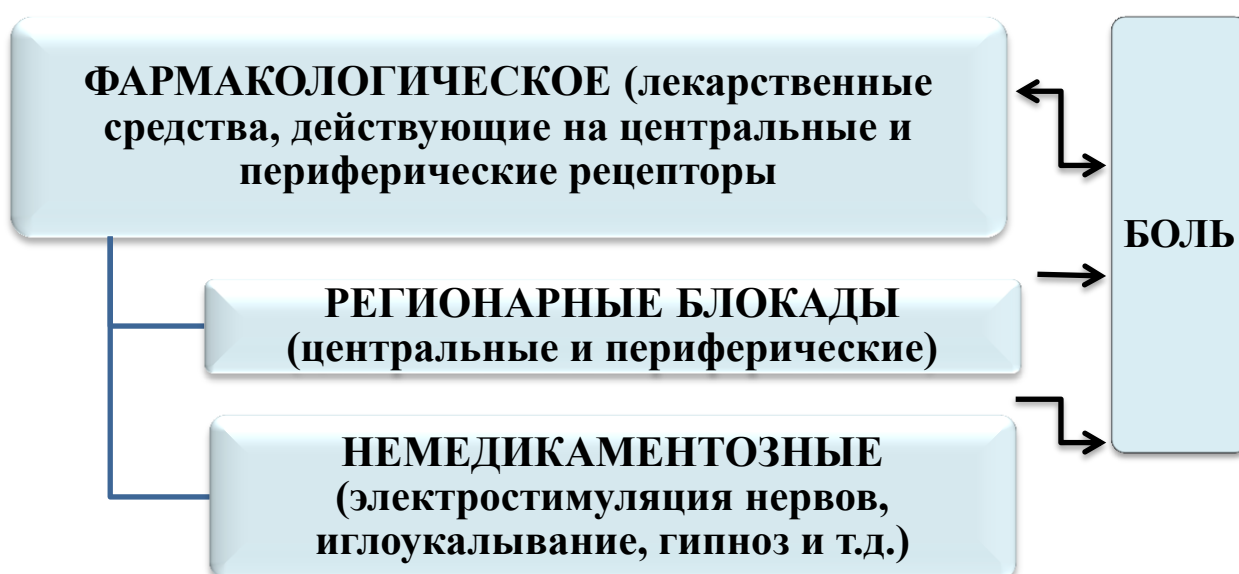 ФАРМАКОЛОГИЧЕСКОЕ (лекарственные
средства, действующие на центральные и
периферические рецепторы
БОЛЬ
РЕГИОНАРНЫЕ БЛОКАДЫ
(центральные и периферические)
НЕМЕДИКАМЕНТОЗНЫЕ
(электростимуляция нервов,
иглоукалывание, гипноз и т.д.)